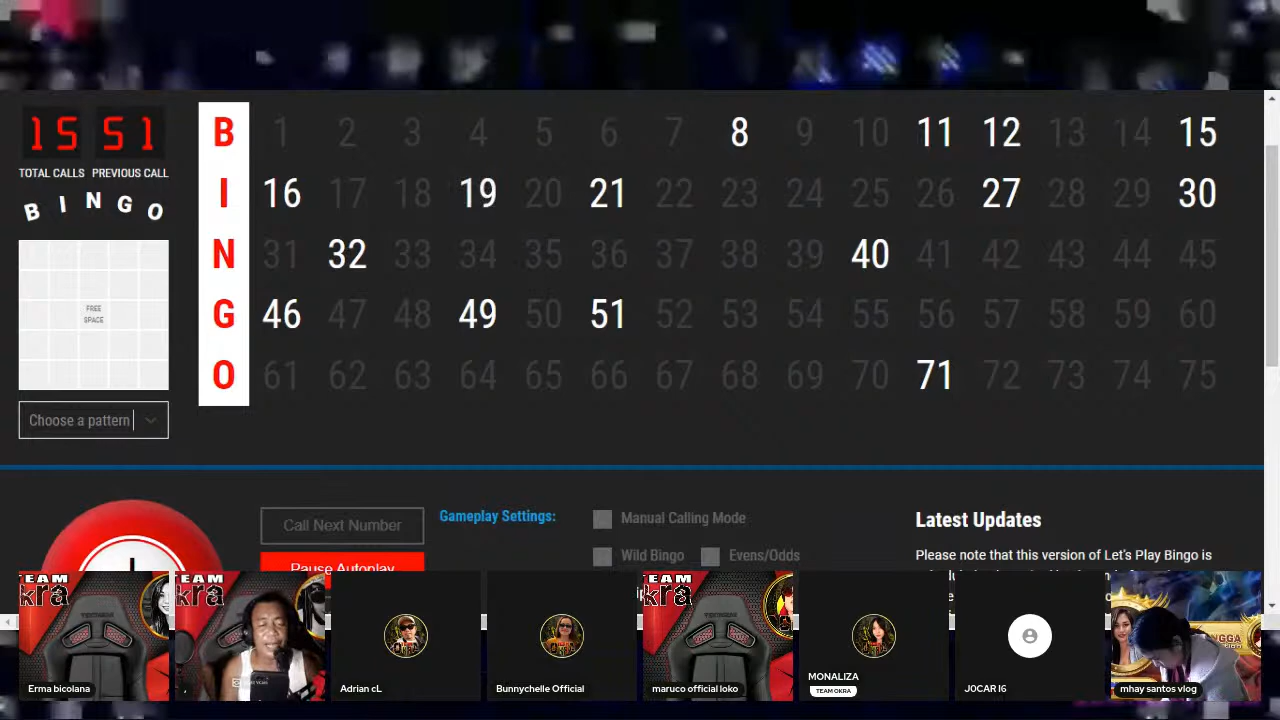 15 51
TOTAL CALLS PREVIOUS CALL
B I N G O
FREE
SPACE
Choose a pattern
B 1 2 3 4 5 6 7 8 9 10 11 12 13 14 15
I 16 17 18 19 20 21 22 23 24 25 26 27 28 29 30
N 31 32 33 34 35 36 37 38 39 40 41 42 43 44 45
G 46 47 48 49 50 51 52 53 54 55 56 57 58 59 60
O 61 62 63 64 65 66 67 68 69 70 71 72 73 74 75
Call Next Number
Pause Autoplay
Gameplay Settings:
Manual Calling Mode
Wild Bingo
Evens/Odds
Latest Updates
Please note that this version of Let's Play Bingo is
TEAM
kra
Erma bicolana
TEAM
kra
Adrian cL
Bunnychelle Official
TEAM
kra
maruco official loko
MONALIZA
TEAM OKRA
JOCAR I6
mhay santos vlog